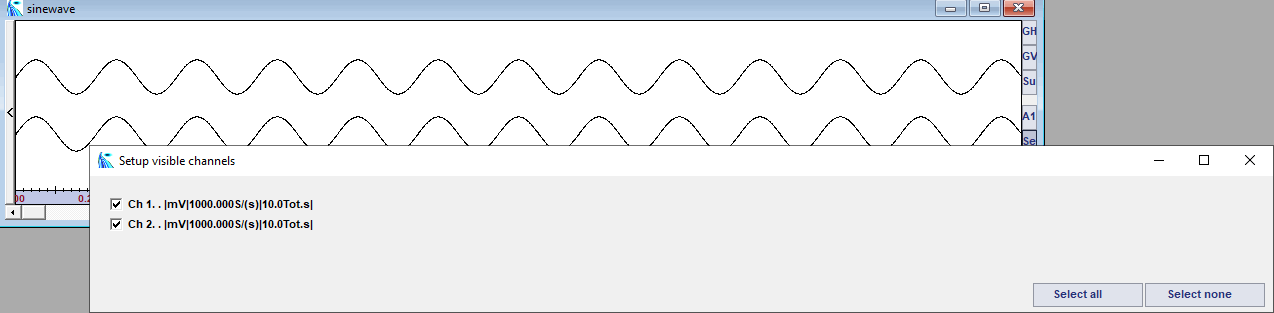 sinewave
GH
GV
Su
A1
Se
Setup visible channels
00 0.2
Ch 1. . |mV|1000.000S/(s)|10.0Tot.s|
Ch 2. . |mV|1000.000S/(s)|10.0Tot.s|
Select all Select none